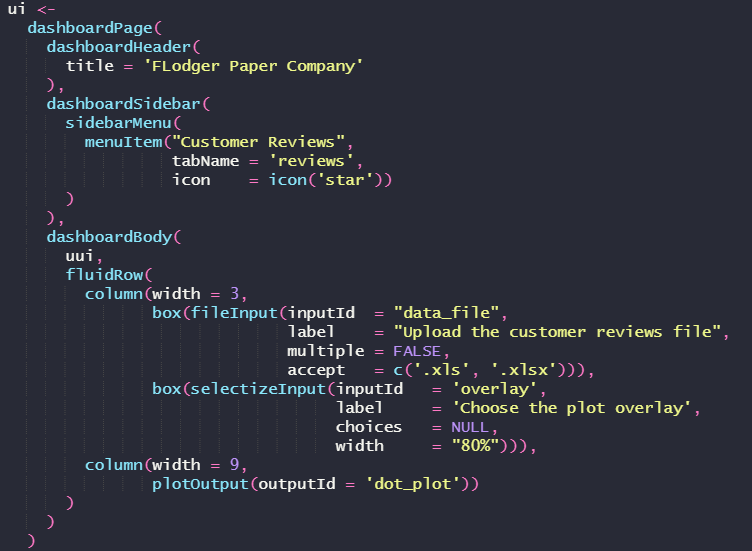 ui <-
  dashboardPage(
    dashboardHeader(
      title = 'FLodger Paper Company'
    ),
    dashboardSidebar(
      sidebarMenu(
        menuItem("Customer Reviews",
                 tabName = 'reviews',
                 icon    = icon('star'))
      )
    ),
    dashboardBody(
      uui,
      fluidRow(
        column(width = 3,
               box(fileInput(inputId  = "data_file",
                             label    = "Upload the customer reviews file",
                             multiple = FALSE,
                             accept   = c('.xls', '.xlsx'))),
               box(selectizeInput(inputId   = 'overlay',
                                  label     = 'Choose the plot overlay',
                                  choices   = NULL,
                                  width     = "80%"))),
        column(width = 9,
               plotOutput(outputId = 'dot_plot'))
      )
    )
  )